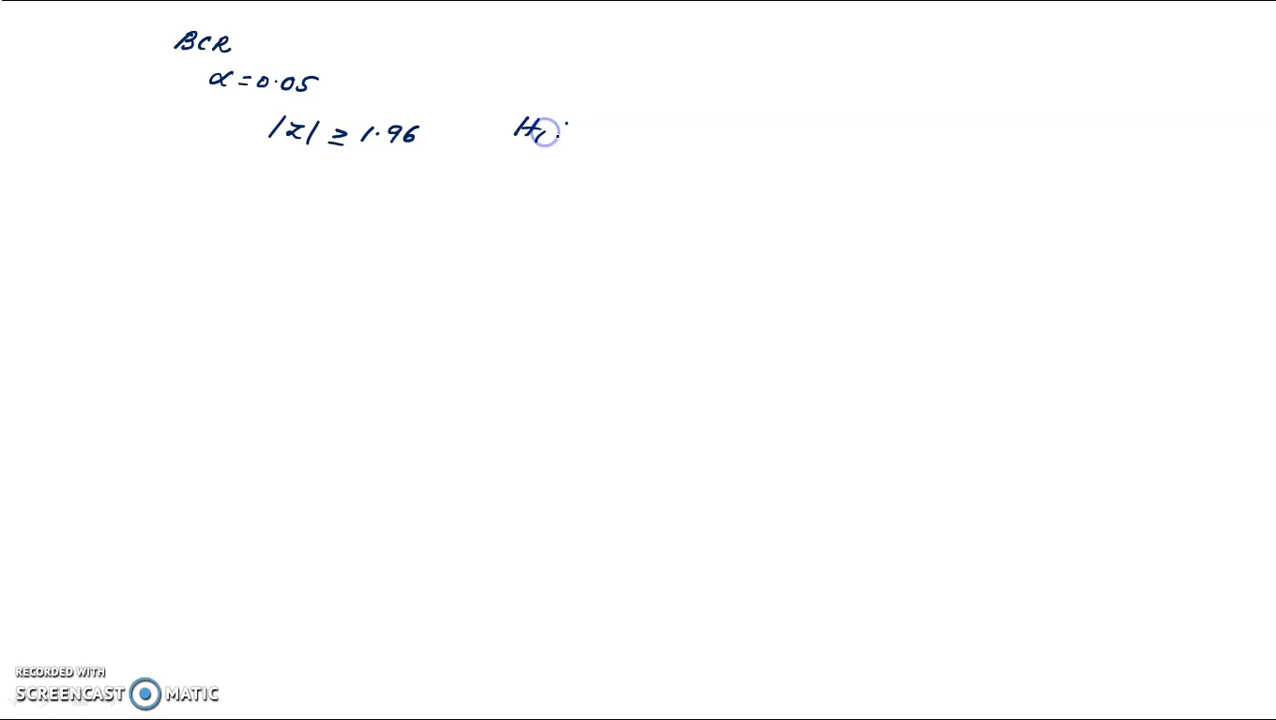 BCR
α = 0.05
|z| ≥ 1.96 H₁ :
RECORDED WITH
SCREENCAST MATIC